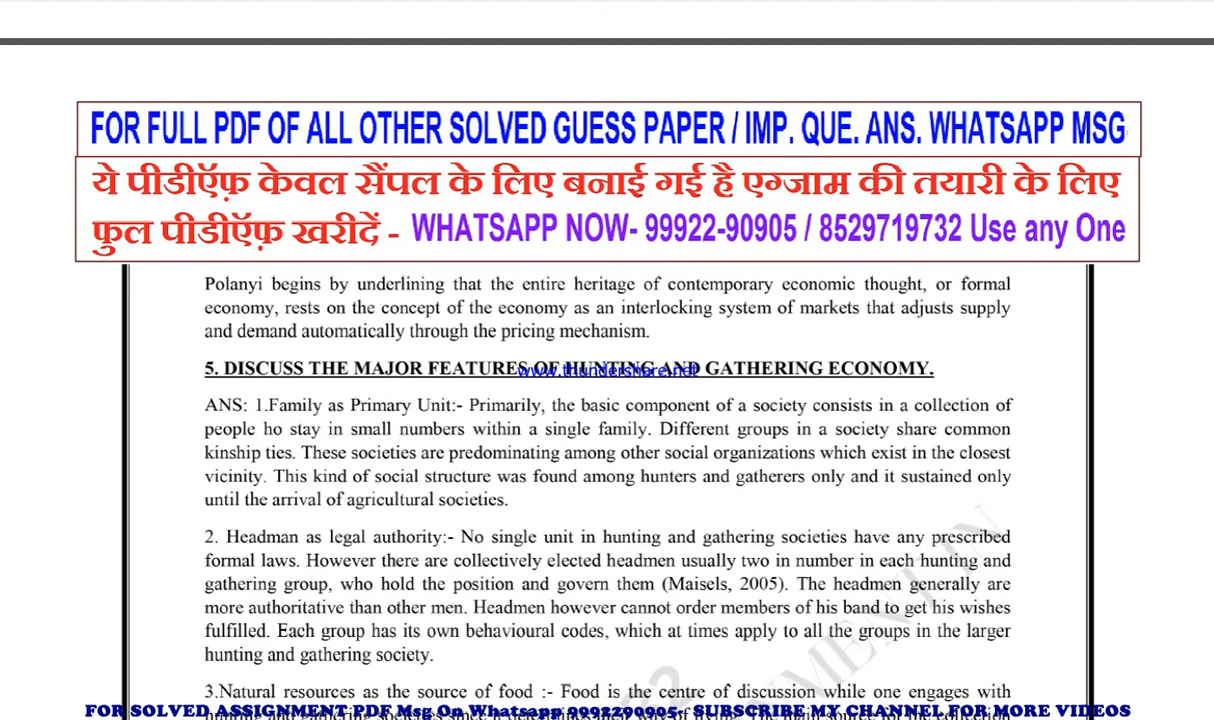 FOR FULL PDF OF ALL OTHER SOLVED GUESS PAPER / IMP. QUE. ANS. WHATSAPP MSG
ये पीडीऍफ़ केवल सैंपल के लिए बनाई गई है एग्जाम की तयारी के लिए
फुल पीडीऍफ़ खरीदें - WHATSAPP NOW- 99922-90905 / 8529719732 Use any One
Polanyi begins by underlining that the entire heritage of contemporary economic thought, or formal
economy, rests on the concept of the economy as an interlocking system of markets that adjusts supply
and demand automatically through the pricing mechanism.
5. DISCUSS THE MAJOR FEATURES OF HUNTING AND GATHERING ECONOMY.
www.thundershare.net
ANS: 1.Family as Primary Unit:- Primarily, the basic component of a society consists in a collection of
people ho stay in small numbers within a single family. Different groups in a society share common
kinship ties. These societies are predominating among other social organizations which exist in the closest
vicinity. This kind of social structure was found among hunters and gatherers only and it sustained only
until the arrival of agricultural societies.
2. Headman as legal authority:- No single unit in hunting and gathering societies have any prescribed
formal laws. However there are collectively elected headmen usually two in number in each hunting and
gathering group, who hold the position and govern them (Maisels, 2005). The headmen generally are
more authoritative than other men. Headmen however cannot order members of his band to get his wishes
fulfilled. Each group has its own behavioural codes, which at times apply to all the groups in the larger
hunting and gathering society.
3.Natural resources as the source of food :- Food is the centre of discussion while one engages with
FOR SOLVED ASSIGNMENT PDF Msg On Whatsapp 9992290905- SUBSCRIBE MY CHANNEL FOR MORE VIDEOS